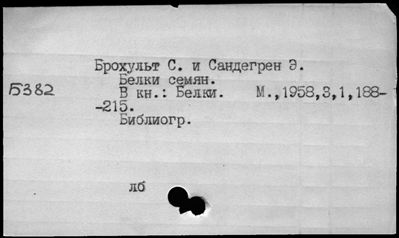 Брохульт С. и Сандегрен Э.
Белки семян.
Б382
В кн.: Белки. М.,1958,3,1,188-
-215.
Библиогр.
лб